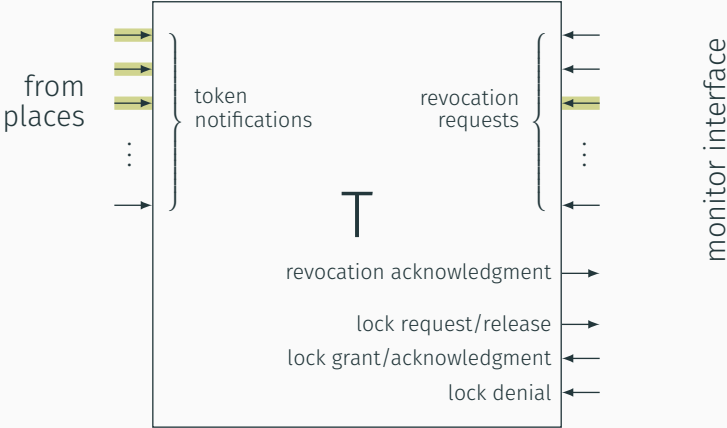 from
places
token
notifications
revocation
requests
T
revocation acknowledgment
lock request/release
lock grant/acknowledgment
lock denial
monitor interface